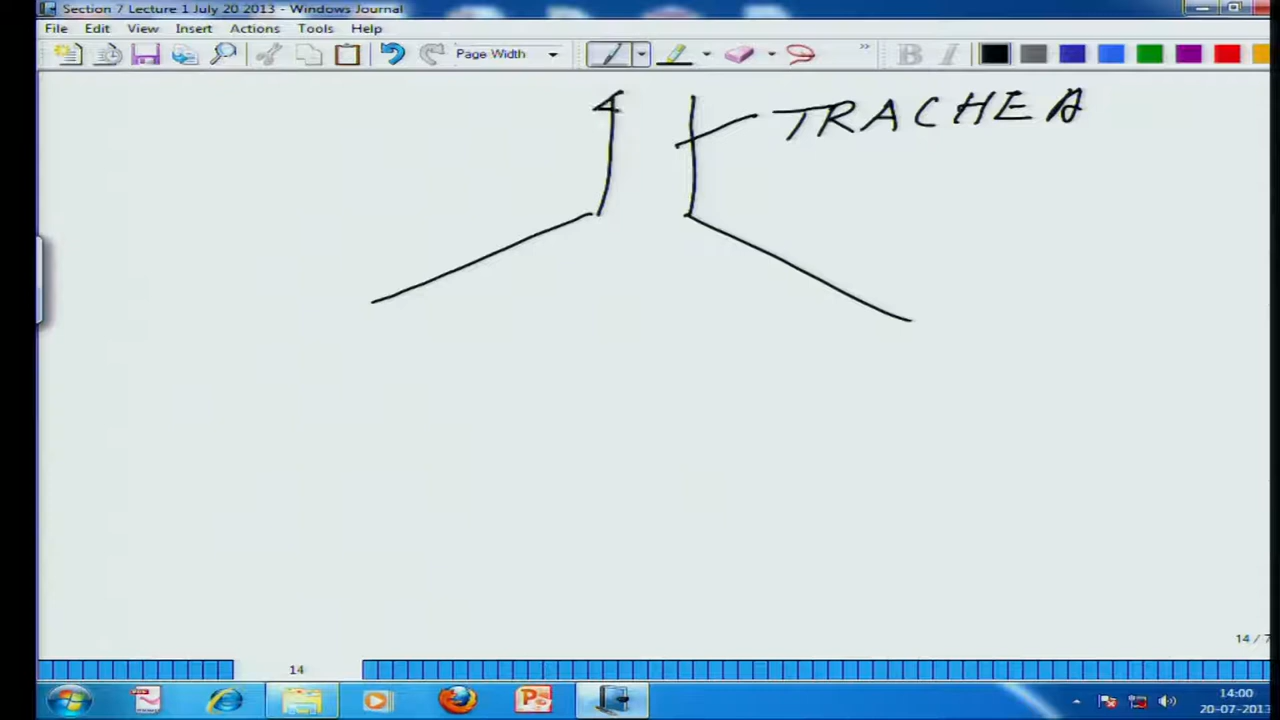 Section 7 Lecture 1 July 20 2013 - Windows Journal
File Edit View Insert Actions Tools Help
Page Width
B I
TRACHEA
14 / 7
14
14:00
20-07-2013